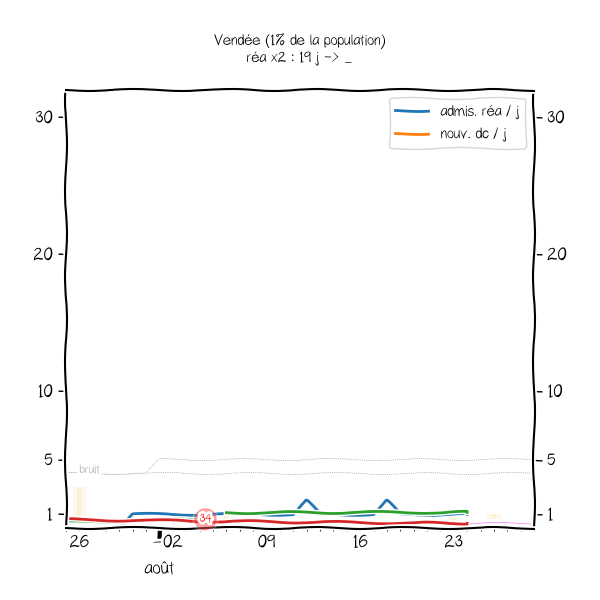 Vendée (1% de la population)
réa x2 : 19 j -> _
admis. réa / j
nouv. dc / j
30
30
20
20
10
10
5
5
bruit
34
1
1
26
02
09
16
23
août